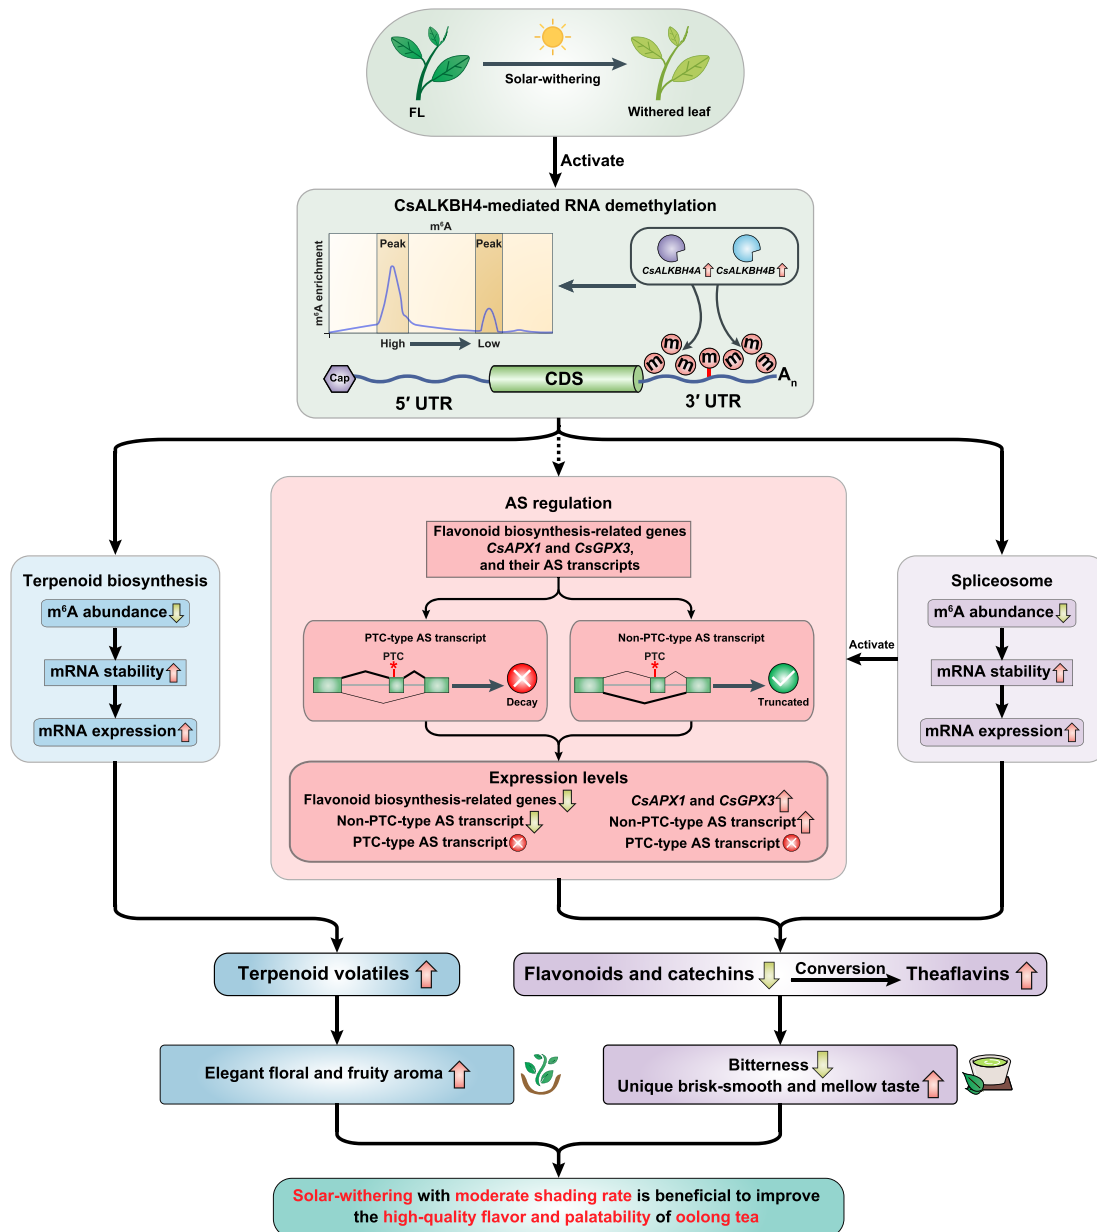 FL
Solar-withering
Withered leaf
Activate
CsALKBH4-mediated RNA demethylation
m⁶A
m⁶A enrichment
Peak
Peak
High
Low
CsALKBH4A
CsALKBH4B
m m m m m m m
Cap
CDS
Aₙ
5′ UTR
3′ UTR
AS regulation
Flavonoid biosynthesis-related genes
CsAPX1 and CsGPX3,
and their AS transcripts
PTC-type AS transcript
PTC
*
Decay
Non-PTC-type AS transcript
PTC
*
Truncated
Expression levels
Flavonoid biosynthesis-related genes
Non-PTC-type AS transcript
PTC-type AS transcript
CsAPX1 and CsGPX3
Non-PTC-type AS transcript
PTC-type AS transcript
Terpenoid biosynthesis
m⁶A abundance
mRNA stability
mRNA expression
Spliceosome
m⁶A abundance
mRNA stability
mRNA expression
Activate
Terpenoid volatiles
Flavonoids and catechins
Conversion
Theaflavins
Elegant floral and fruity aroma
Bitterness
Unique brisk-smooth and mellow taste
Solar-withering with moderate shading rate is beneficial to improve
the high-quality flavor and palatability of oolong tea